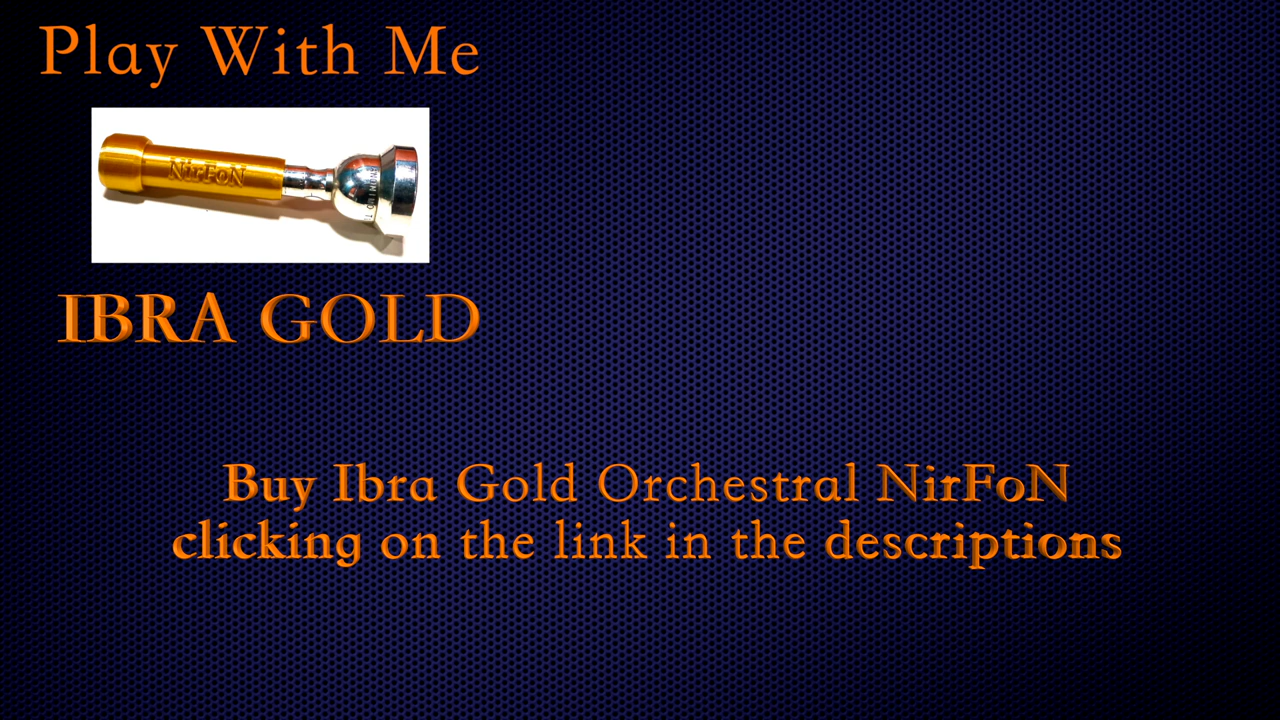 Play With Me
NirFoN
IBRA GOLD
Buy Ibra Gold Orchestral NirFoN
clicking on the link in the descriptions